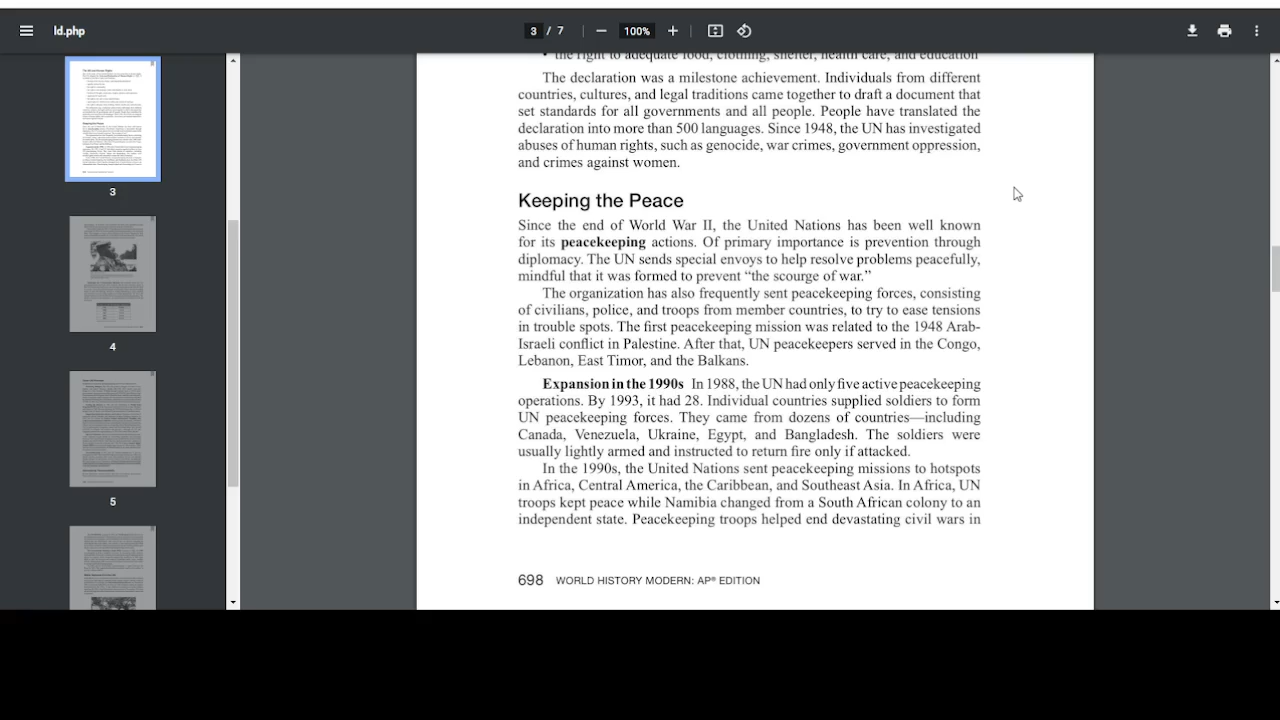 ld.php
3 / 7
100%
The right to acquire food, clothing, shelter, medicine, and education
The declaration was a milestone achieved as individuals from different
countries, cultures, and legal traditions came together to draft a document that
set standards for all government and all people. People have translated the
document into more than 500 languages. Since 1948, the UN has investigated
abuses of human rights, such as genocide, war crimes, government oppression,
and crimes against women.
Keeping the Peace
Since the end of World War II, the United Nations has been well known
for its peacekeeping actions. Of primary importance is prevention through
diplomacy. The UN sends special envoys to help resolve problems peacefully,
mindful that it was formed to prevent “the scourge of war.”
The organization has also frequently sent peacekeeping forces, consisting
of civilians, police, and troops from member countries, to try to ease tensions
in trouble spots. The first peacekeeping mission was related to the 1948 Arab-
Israeli conflict in Palestine. After that, UN peacekeepers served in the Congo,
Lebanon, East Timor, and the Balkans.
Expansion in the 1990s In 1988, the UN had five active peacekeeping
operations. By 1993, it had 28. Individual countries supplied soldiers to form
UN peacekeeping forces. They came from dozens of countries—including
Canada, Venezuela, Ukraine, Egypt, and Bangladesh. The soldiers were
usually lightly armed and instructed to return fire only if attacked.
In the 1990s, the United Nations sent peacekeeping missions to hotspots
in Africa, Central America, the Caribbean, and Southeast Asia. In Africa, UN
troops kept peace while Namibia changed from a South African colony to an
independent state. Peacekeeping troops helped end devastating civil wars in
698 WORLD HISTORY MODERN: AP® EDITION
3
4
5